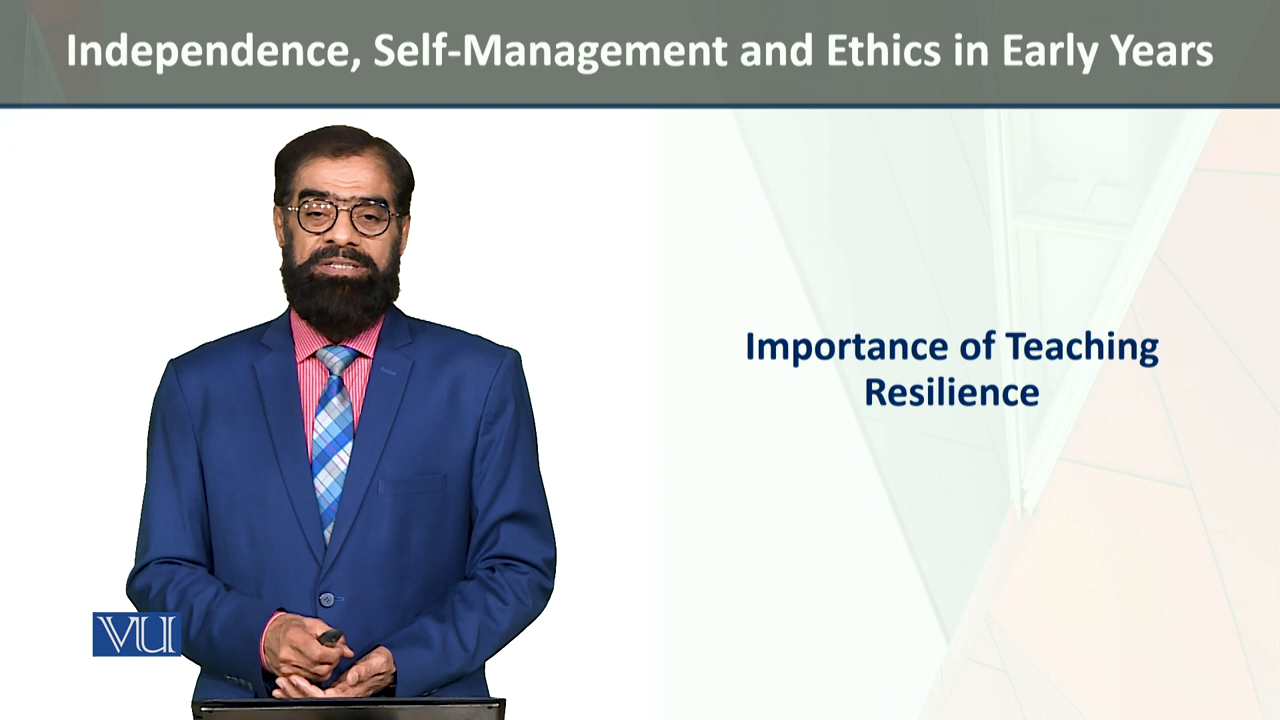 Independence, Self-Management and Ethics in Early Years
Importance of Teaching
Resilience
VU